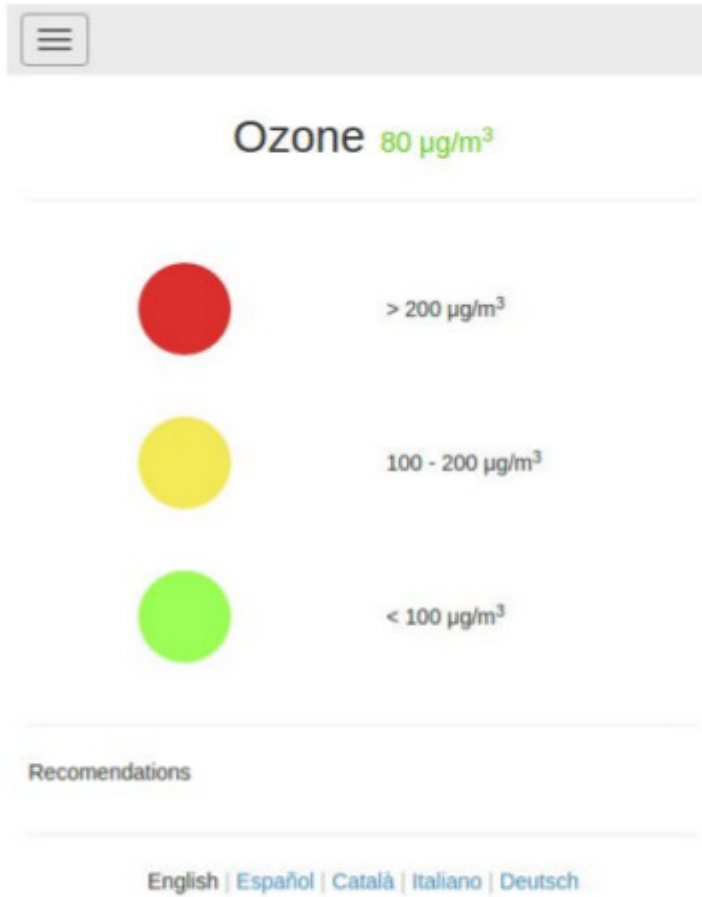 Ozone 80 µg/m³
> 200 µg/m³
100 - 200 µg/m³
< 100 µg/m³
Recomendations
English | Español | Català | Italiano | Deutsch